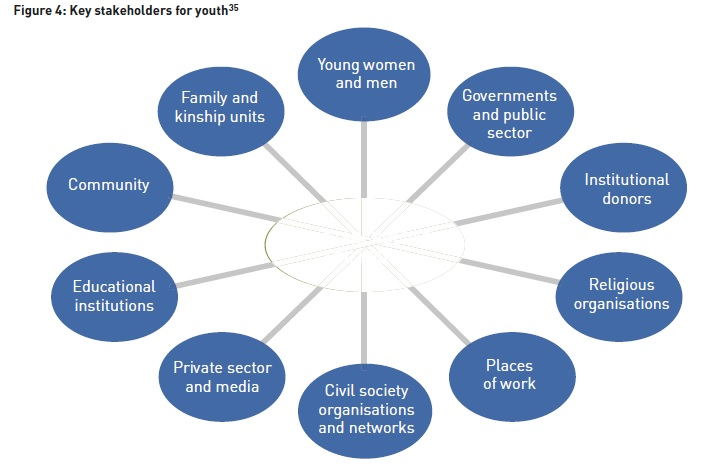 Figure 4: Key stakeholders for youth³⁵
Young women
and men
Governments
and public
sector
Institutional
donors
Religious
organisations
Places
of work
Civil society
organisations
and networks
Private sector
and media
Educational
institutions
Community
Family and
kinship units